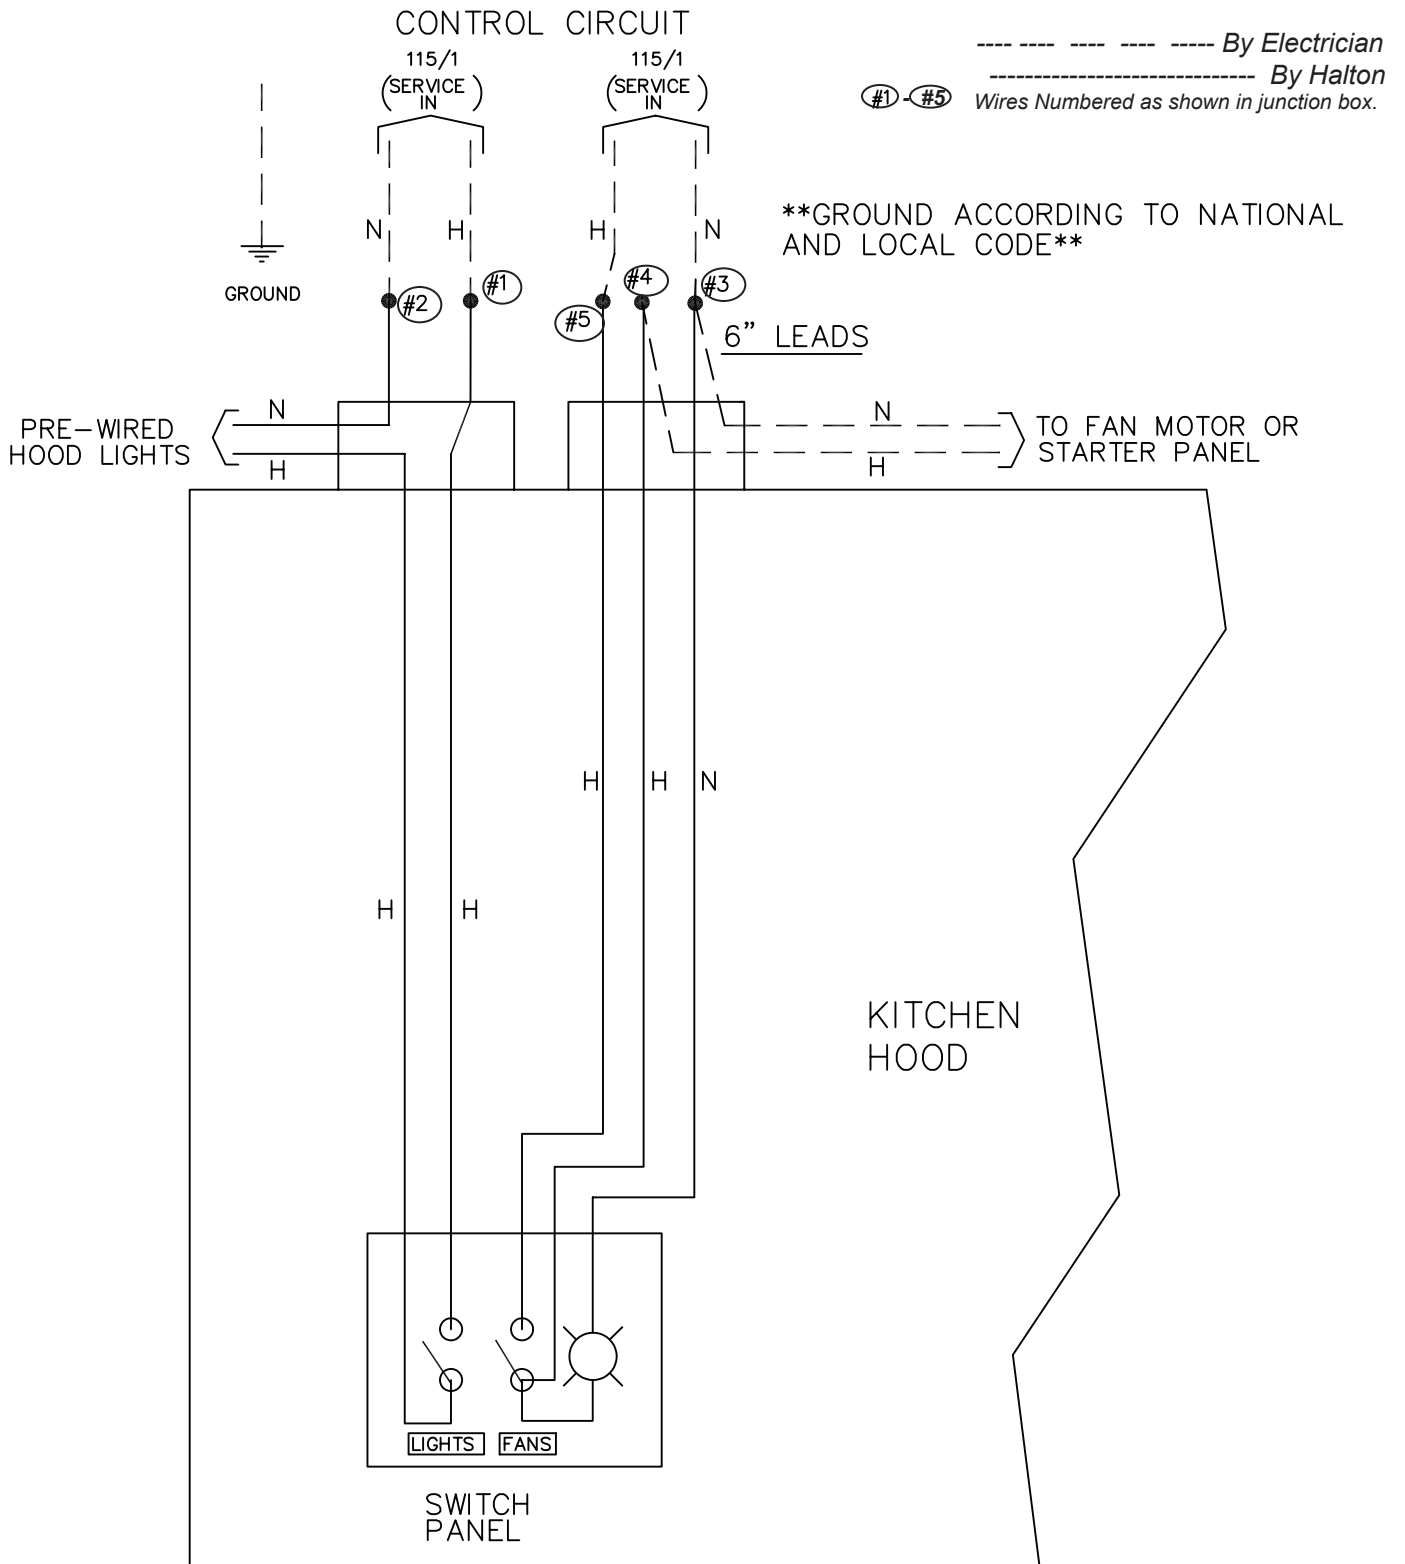 CONTROL CIRCUIT
115/1
(SERVICE IN)
115/1
(SERVICE IN)
---- ---- ---- ---- ----- By Electrician
------------------------------ By Halton
#1 - #5 Wires Numbered as shown in junction box.
**GROUND ACCORDING TO NATIONAL
AND LOCAL CODE**
N
H
H
N
GROUND
#2
#1
#5
#4
#3
6” LEADS
PRE-WIRED
HOOD LIGHTS
N
H
N
H
TO FAN MOTOR OR
STARTER PANEL
H
H
N
H
H
KITCHEN
HOOD
LIGHTS
FANS
SWITCH
PANEL